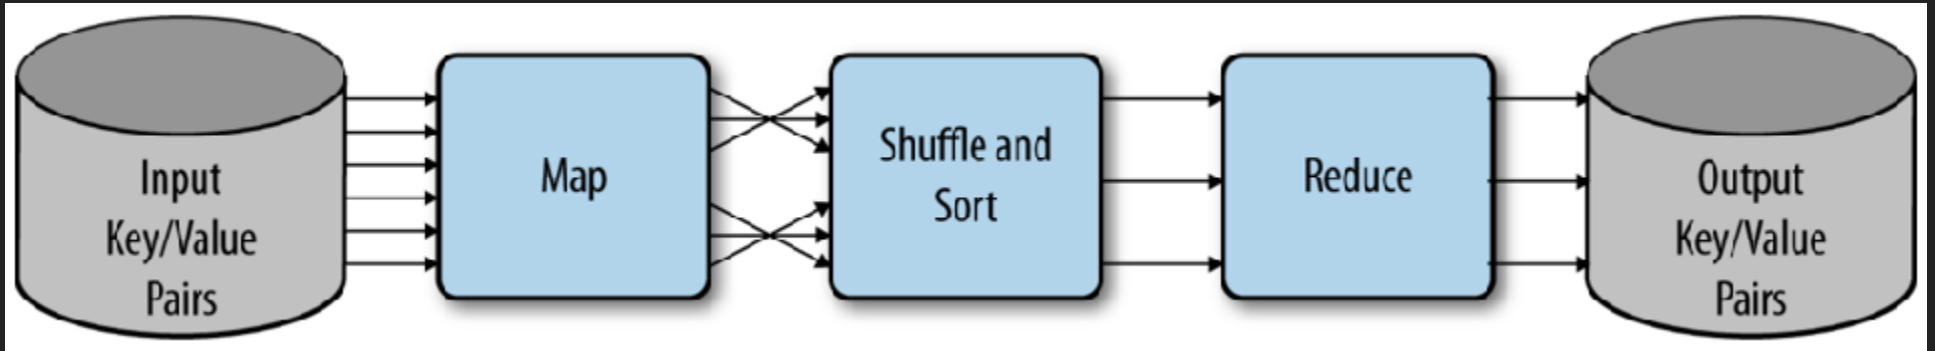 Input
Key/Value
Pairs
Map
Shuffle and
Sort
Reduce
Output
Key/Value
Pairs